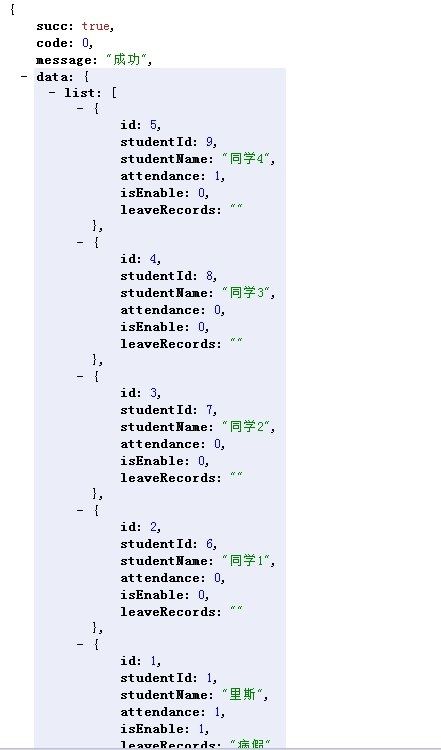 {
succ: true,
code: 0,
message: "成功",
- data: {
- list: [
- {
id: 5,
studentId: 9,
studentName: "同学4",
attendance: 1,
isEnable: 0,
leaveRecords: ""
},
- {
id: 4,
studentId: 8,
studentName: "同学3",
attendance: 0,
isEnable: 0,
leaveRecords: ""
},
- {
id: 3,
studentId: 7,
studentName: "同学2",
attendance: 0,
isEnable: 0,
leaveRecords: ""
},
- {
id: 2,
studentId: 6,
studentName: "同学1",
attendance: 0,
isEnable: 0,
leaveRecords: ""
},
- {
id: 1,
studentId: 1,
studentName: "里斯",
attendance: 1,
isEnable: 1,
leaveRecords: "病假"